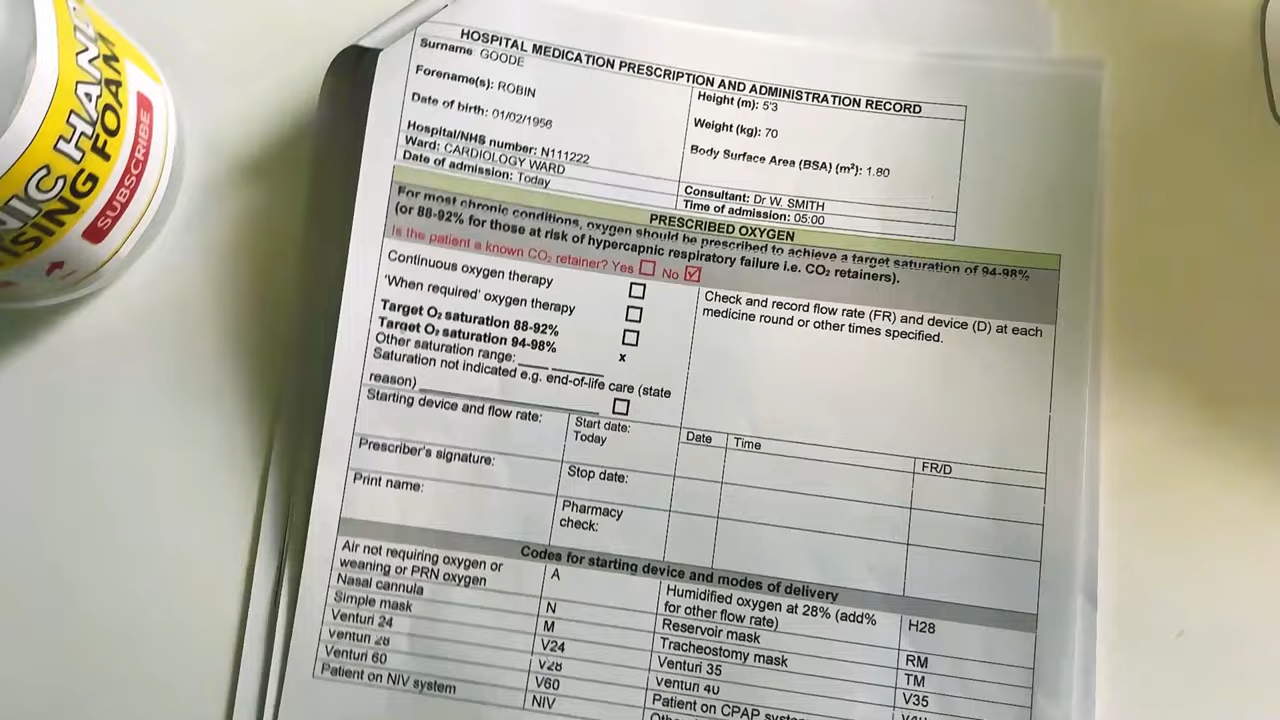 NIC HAND
ISING FOAM
SUBSCRIBE
HOSPITAL MEDICATION PRESCRIPTION AND ADMINISTRATION RECORD
Surname GOODE
Forename(s): ROBIN
Date of birth: 01/02/1956
Hospital/NHS number: N111222
Ward: CARDIOLOGY WARD
Date of admission: Today
Height (m): 5'3
Weight (kg): 70
Body Surface Area (BSA) (m²): 1.80
Consultant: Dr W. SMITH
Time of admission: 05:00
PRESCRIBED OXYGEN
For most chronic conditions, oxygen should be prescribed to achieve a target saturation of 94-98%
(or 88-92% for those at risk of hypercapnic respiratory failure i.e. CO₂ retainers).
Is the patient a known CO₂ retainer? Yes ☐ No ☑
Continuous oxygen therapy ☐
'When required' oxygen therapy ☐
Target O₂ saturation 88-92% ☐
Target O₂ saturation 94-98% x
Other saturation range: ____ ____
Saturation not indicated e.g. end-of-life care (state
reason) ____ ☐
Check and record flow rate (FR) and device (D) at each
medicine round or other times specified.
Starting device and flow rate:
Start date:
Today
Date Time FR/D
Prescriber's signature:
Stop date:
Print name:
Pharmacy
check:
Codes for starting device and modes of delivery
Air not requiring oxygen or
weaning or PRN oxygen A
Nasal cannula N
Simple mask M
Venturi 24 V24
Venturi 28 V28
Venturi 60 V60
Patient on NIV system NIV
Humidified oxygen at 28% (add%
for other flow rate) H28
Reservoir mask RM
Tracheostomy mask TM
Venturi 35 V35
Venturi 40 V40
Patient on CPAP system